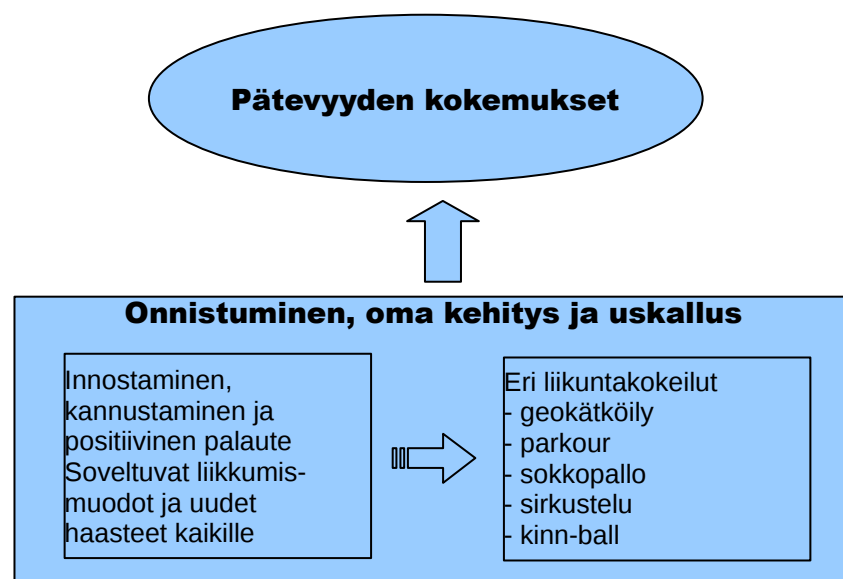 Pätevyyden kokemukset
Onnistuminen, oma kehitys ja uskallus
Innostaminen,
kannustaminen ja
positiivinen palaute
Soveltuvat liikkumis-
muodot ja uudet
haasteet kaikille
Eri liikuntakokeilut
- geokätköily
- parkour
- sokkopallo
- sirkustelu
- kinn-ball